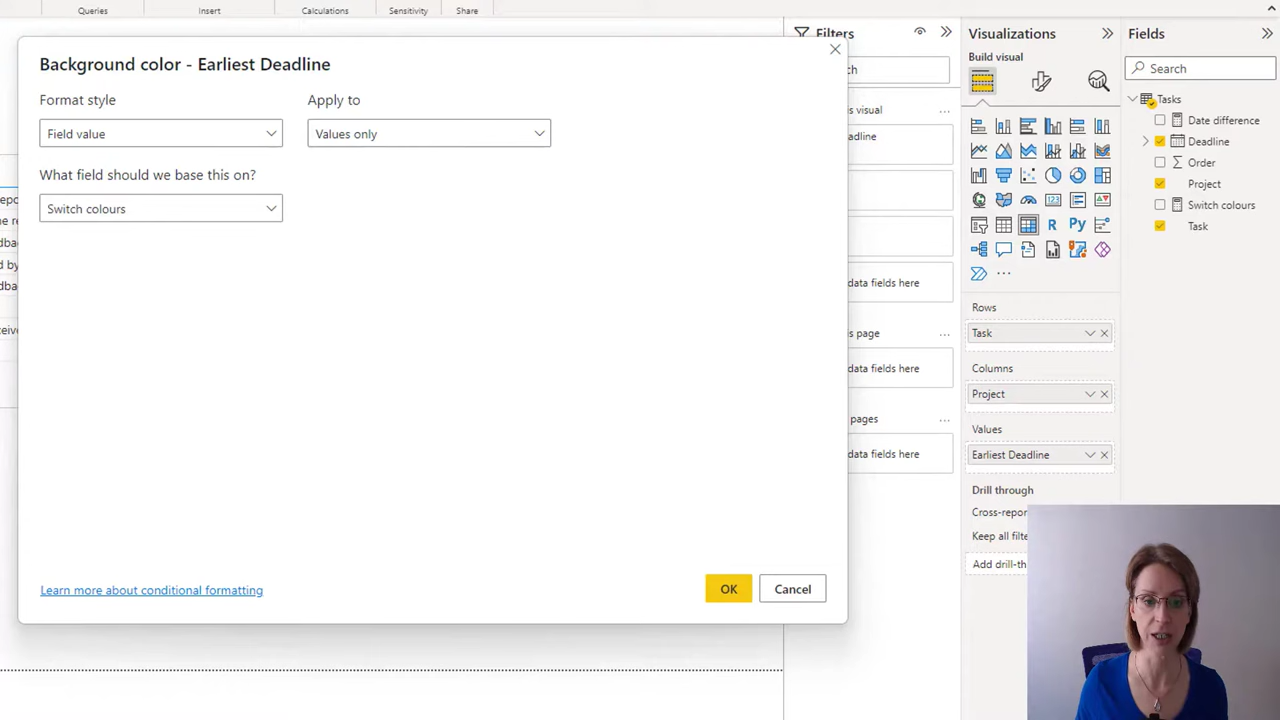 Queries
Insert
Calculations
Sensitivity
Share
Background color - Earliest Deadline
Format style
Apply to
Field value
Values only
What field should we base this on?
Switch colours
Learn more about conditional formatting
OK
Cancel
Filters
data fields here
data fields here
data fields here
Visualizations
Build visual
Rows
Task
Columns
Project
Values
Earliest Deadline
Drill through
Add drill-th
Fields
Search
Tasks
Date difference
Deadline
Order
Project
Switch colours
Task